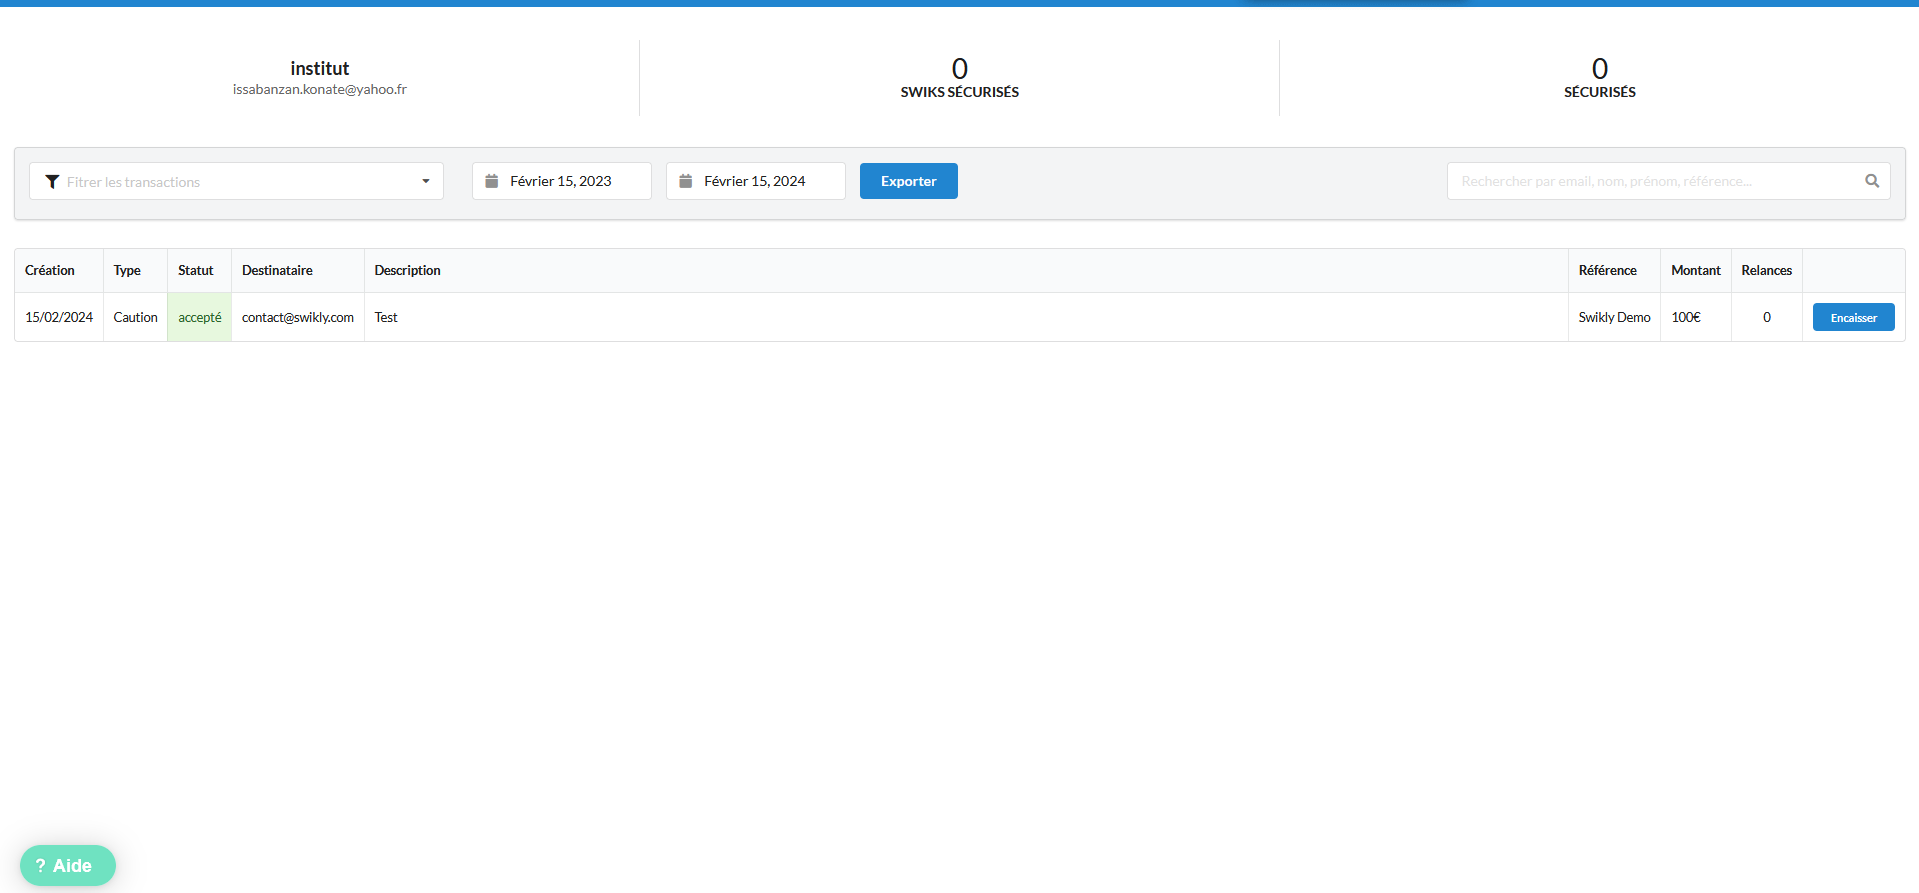 institut
issabanzan.konate@yahoo.fr
0
SWIKS SÉCURISÉS
0
SÉCURISÉS
Fitrer les transactions
Février 15, 2023
Février 15, 2024
Exporter
Rechercher par email, nom, prénom, référence...
Création Type Statut Destinataire Description Référence Montant Relances
15/02/2024 Caution accepté contact@swikly.com Test Swikly Demo 100€ 0 Encaisser
? Aide